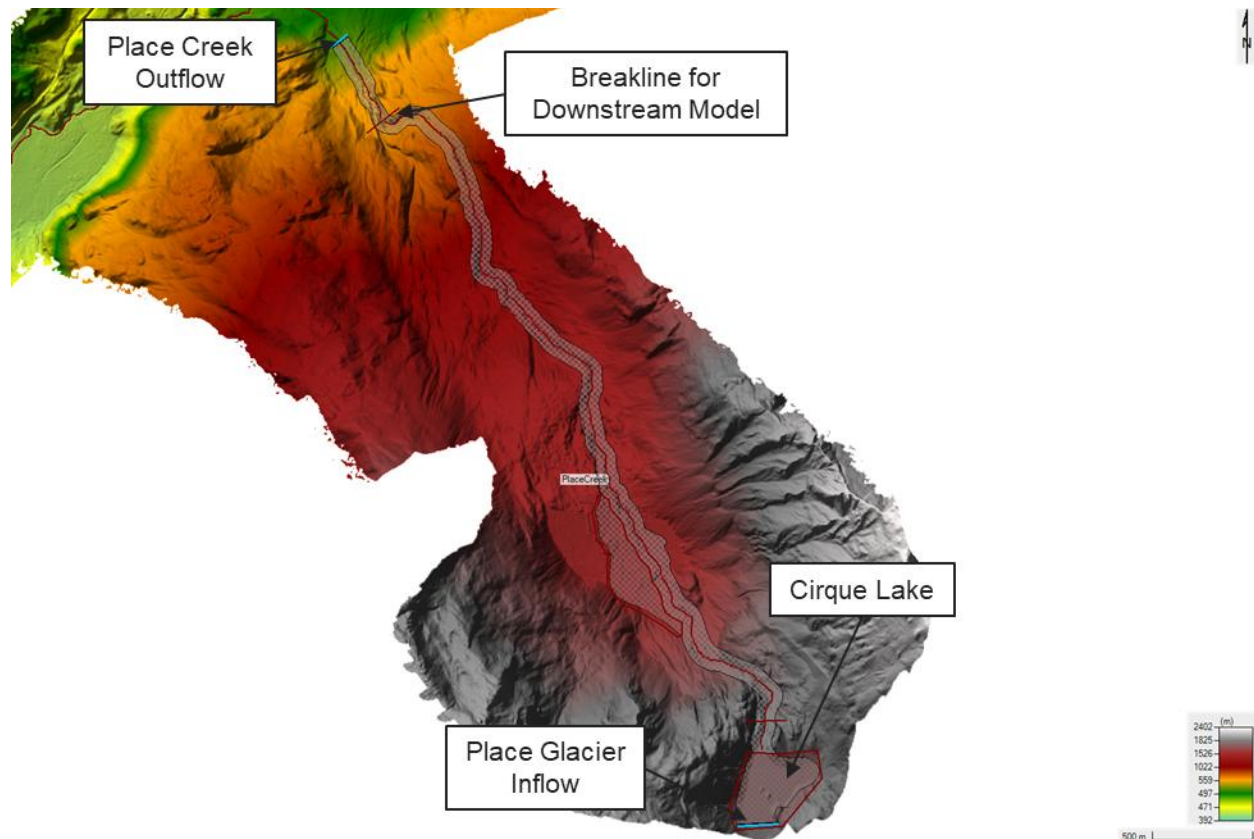 Place Creek
Outflow
Breakline for
Downstream Model
N
PlaceCreek
Cirque Lake
Place Glacier
Inflow
(m)
2402
1825
1526
1022
559
497
471
392
500 m